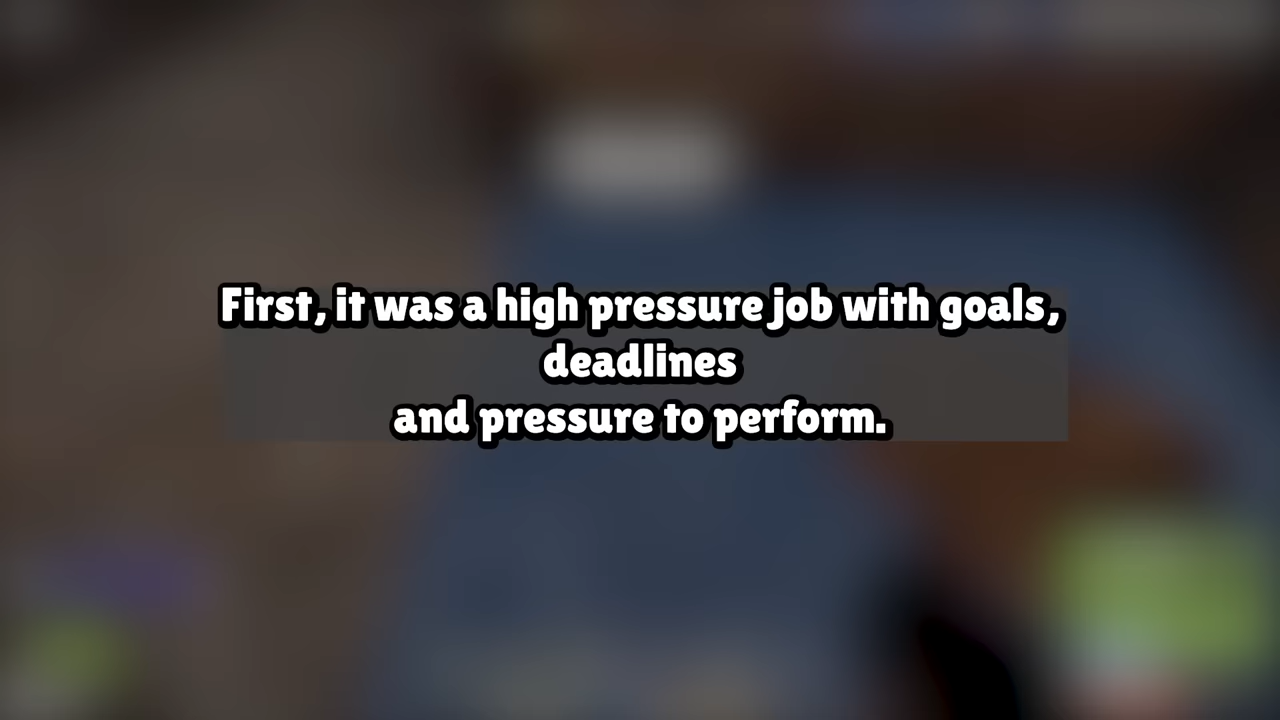 First, it was a high pressure job with goals,
deadlines
and pressure to perform.